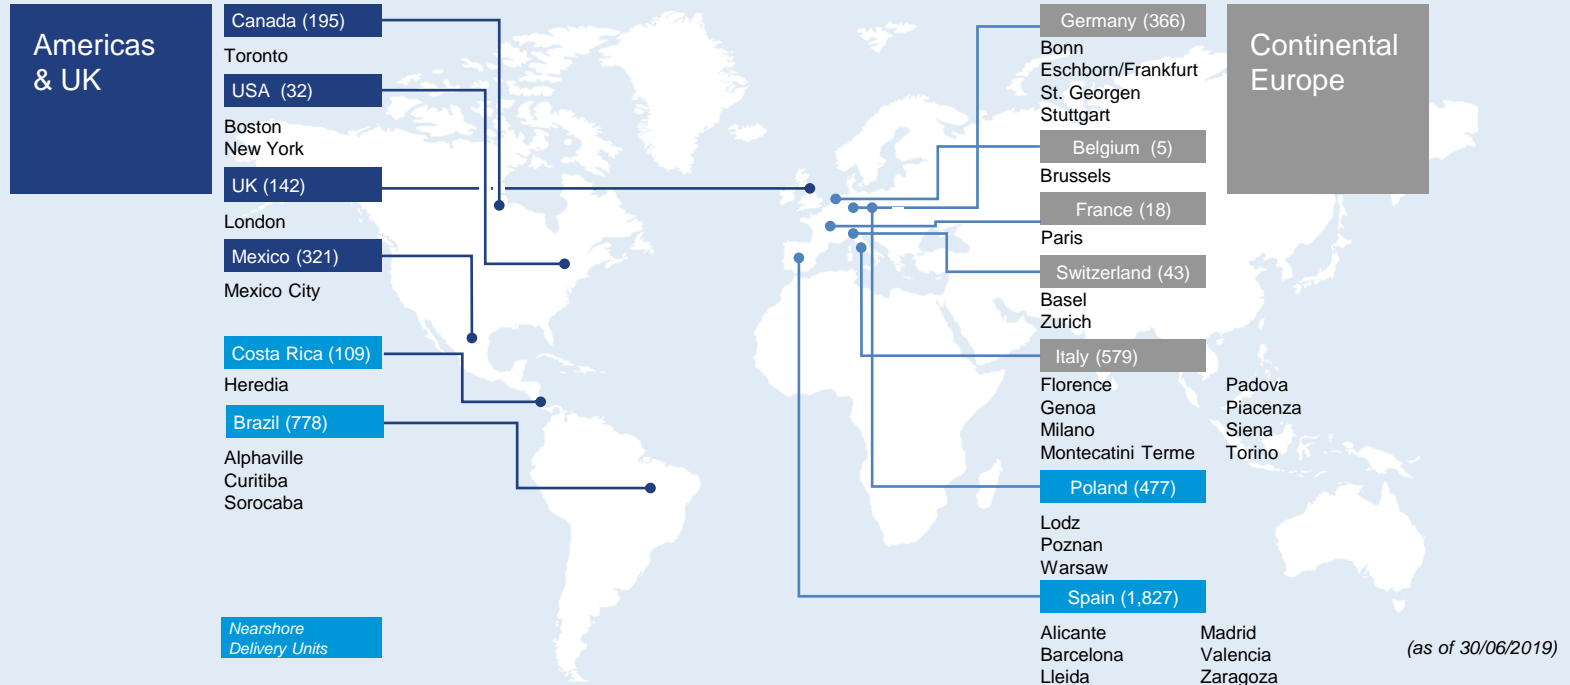 Americas
& UK
Canada (195)
Toronto
USA (32)
Boston
New York
UK (142)
London
Mexico (321)
Mexico City
Costa Rica (109)
Heredia
Brazil (778)
Alphaville
Curitiba
Sorocaba
Nearshore
Delivery Units
Continental
Europe
Germany (366)
Bonn
Eschborn/Frankfurt
St. Georgen
Stuttgart
Belgium (5)
Brussels
France (18)
Paris
Switzerland (43)
Basel
Zurich
Italy (579)
Florence
Genoa
Milano
Montecatini Terme
Padova
Piacenza
Siena
Torino
Poland (477)
Lodz
Poznan
Warsaw
Spain (1,827)
Alicante
Barcelona
Lleida
Madrid
Valencia
Zaragoza
(as of 30/06/2019)